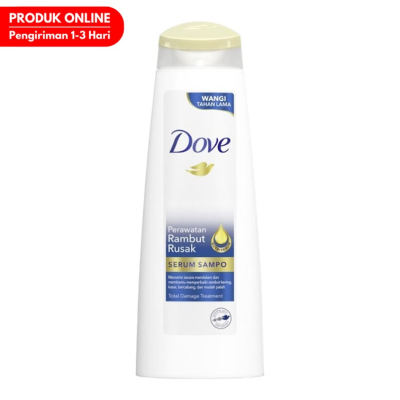 PRODUK ONLINE
Pengiriman 1-3 Hari
WANGI
TAHAN LAMA
Dove
Perawatan
Rambut
Rusak
SERUM SAMPO
Total Damage Treatment